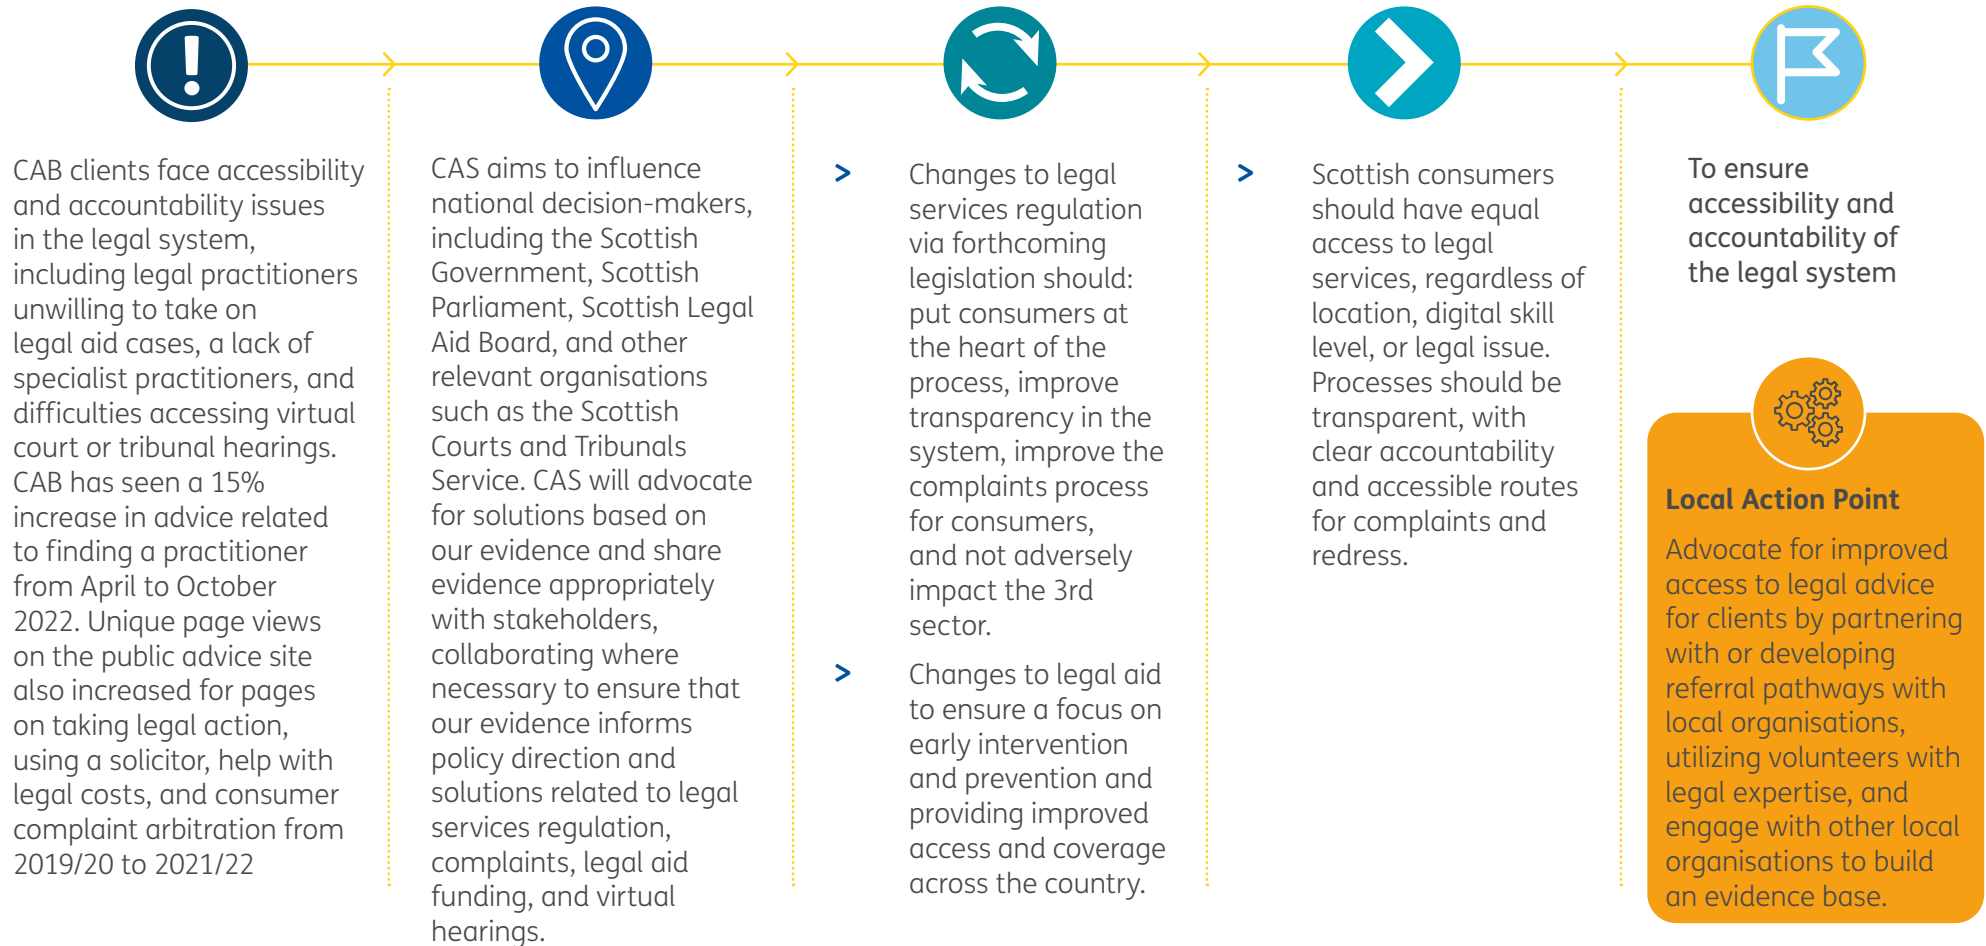 CAB clients face accessibility
and accountability issues
in the legal system,
including legal practitioners
unwilling to take on
legal aid cases, a lack of
specialist practitioners, and
difficulties accessing virtual
court or tribunal hearings.
CAB has seen a 15%
increase in advice related
to finding a practitioner
from April to October
2022. Unique page views
on the public advice site
also increased for pages
on taking legal action,
using a solicitor, help with
legal costs, and consumer
complaint arbitration from
2019/20 to 2021/22
CAS aims to influence
national decision-makers,
including the Scottish
Government, Scottish
Parliament, Scottish Legal
Aid Board, and other
relevant organisations
such as the Scottish
Courts and Tribunals
Service. CAS will advocate
for solutions based on
our evidence and share
evidence appropriately
with stakeholders,
collaborating where
necessary to ensure that
our evidence informs
policy direction and
solutions related to legal
services regulation,
complaints, legal aid
funding, and virtual
hearings.
> Changes to legal
services regulation
via forthcoming
legislation should:
put consumers at
the heart of the
process, improve
transparency in the
system, improve the
complaints process
for consumers,
and not adversely
impact the 3rd
sector.
> Changes to legal aid
to ensure a focus on
early intervention
and prevention and
providing improved
access and coverage
across the country.
> Scottish consumers
should have equal
access to legal
services, regardless of
location, digital skill
level, or legal issue.
Processes should be
transparent, with
clear accountability
and accessible routes
for complaints and
redress.
To ensure
accessibility and
accountability of
the legal system
Local Action Point
Advocate for improved
access to legal advice
for clients by partnering
with or developing
referral pathways with
local organisations,
utilizing volunteers with
legal expertise, and
engage with other local
organisations to build
an evidence base.